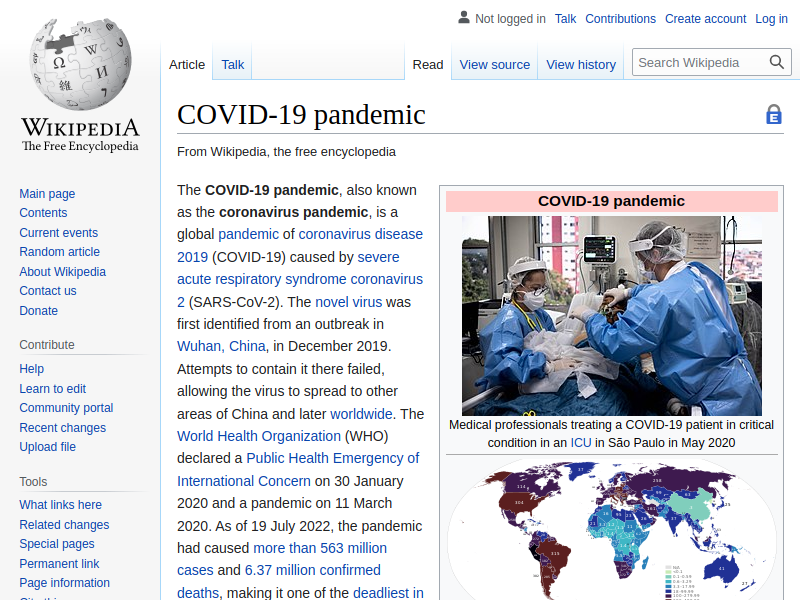 Not logged in Talk Contributions Create account Log in
Article Talk Read View source View history Search Wikipedia
WIKIPEDIA
The Free Encyclopedia
Main page
Contents
Current events
Random article
About Wikipedia
Contact us
Donate
Contribute
Help
Learn to edit
Community portal
Recent changes
Upload file
Tools
What links here
Related changes
Special pages
Permanent link
Page information
COVID-19 pandemic
From Wikipedia, the free encyclopedia
The COVID-19 pandemic, also known
as the coronavirus pandemic, is a
global pandemic of coronavirus disease
2019 (COVID-19) caused by severe
acute respiratory syndrome coronavirus
2 (SARS-CoV-2). The novel virus was
first identified from an outbreak in
Wuhan, China, in December 2019.
Attempts to contain it there failed,
allowing the virus to spread to other
areas of China and later worldwide. The
World Health Organization (WHO)
declared a Public Health Emergency of
International Concern on 30 January
2020 and a pandemic on 11 March
2020. As of 19 July 2022, the pandemic
had caused more than 563 million
cases and 6.37 million confirmed
deaths, making it one of the deadliest in
COVID-19 pandemic
Medical professionals treating a COVID-19 patient in critical
condition in an ICU in São Paulo in May 2020